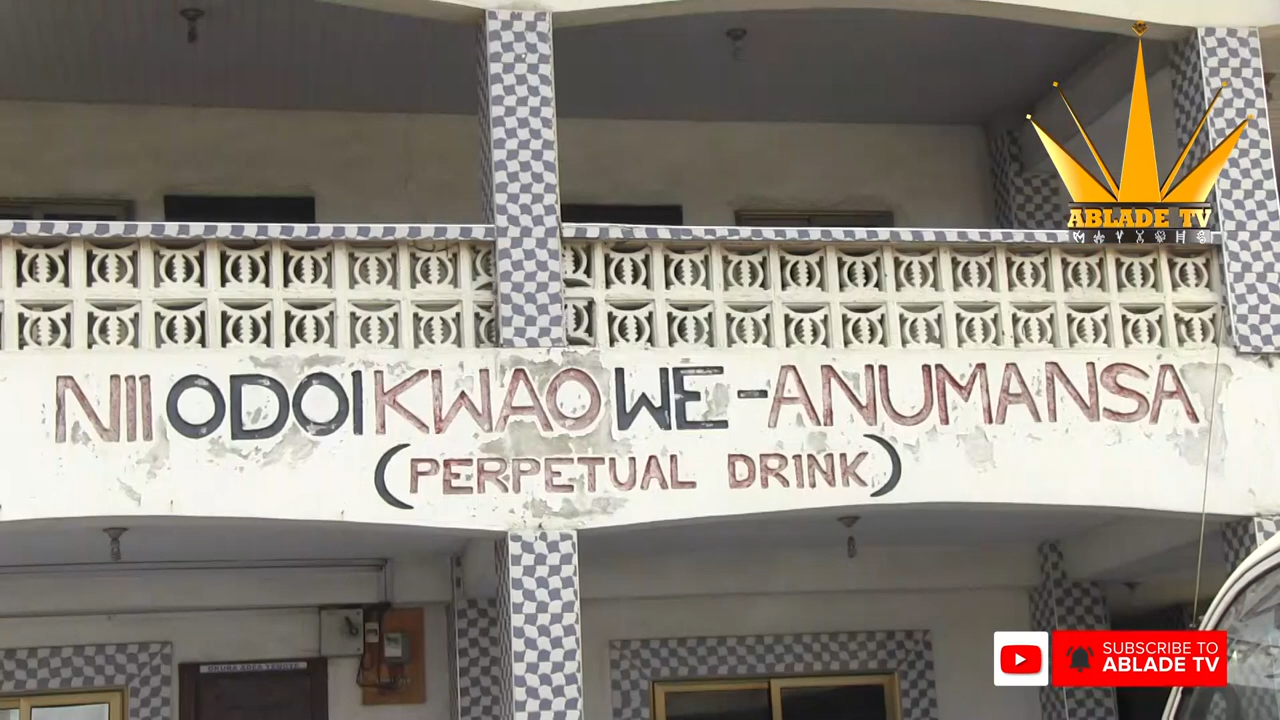 ABLADE TV
NII ODOI KWAO WE - ANUMANSA
(PERPETUAL DRINK)
SUBSCRIBE TO
ABLADE TV